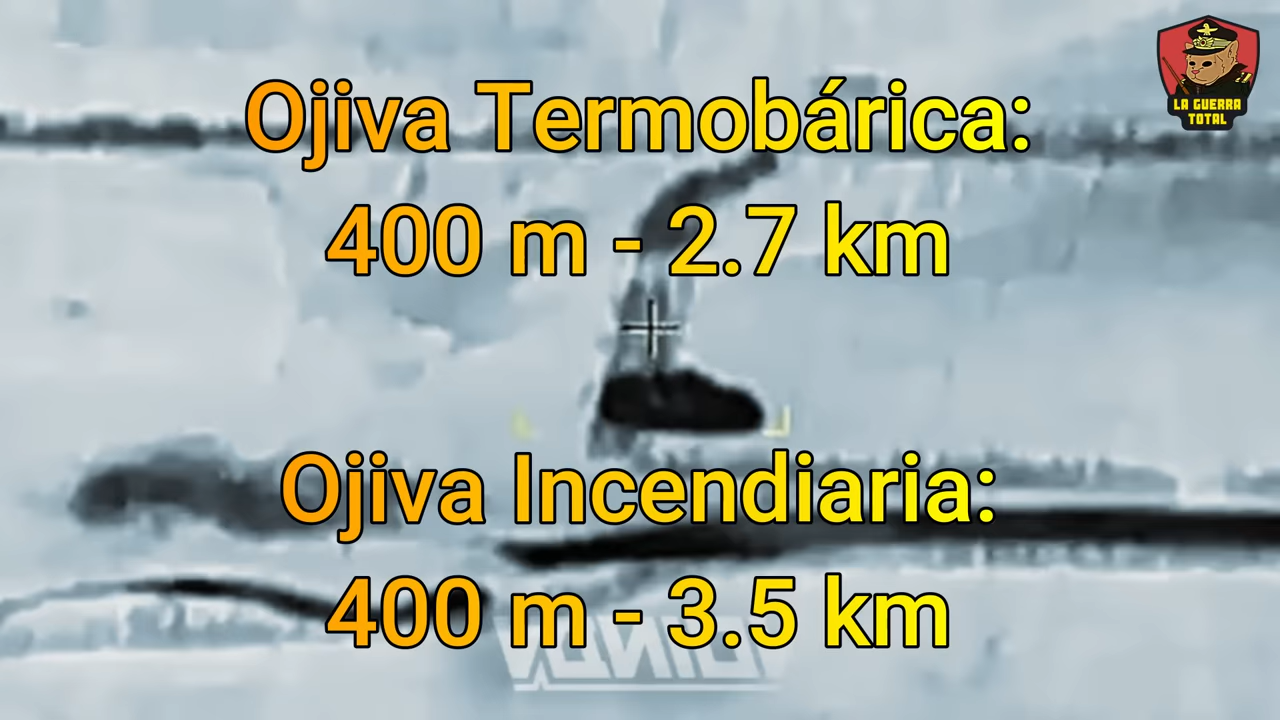 LA GUERRA
TOTAL
Ojiva Termobárica:
400 m - 2.7 km
Ojiva Incendiaria:
400 m - 3.5 km